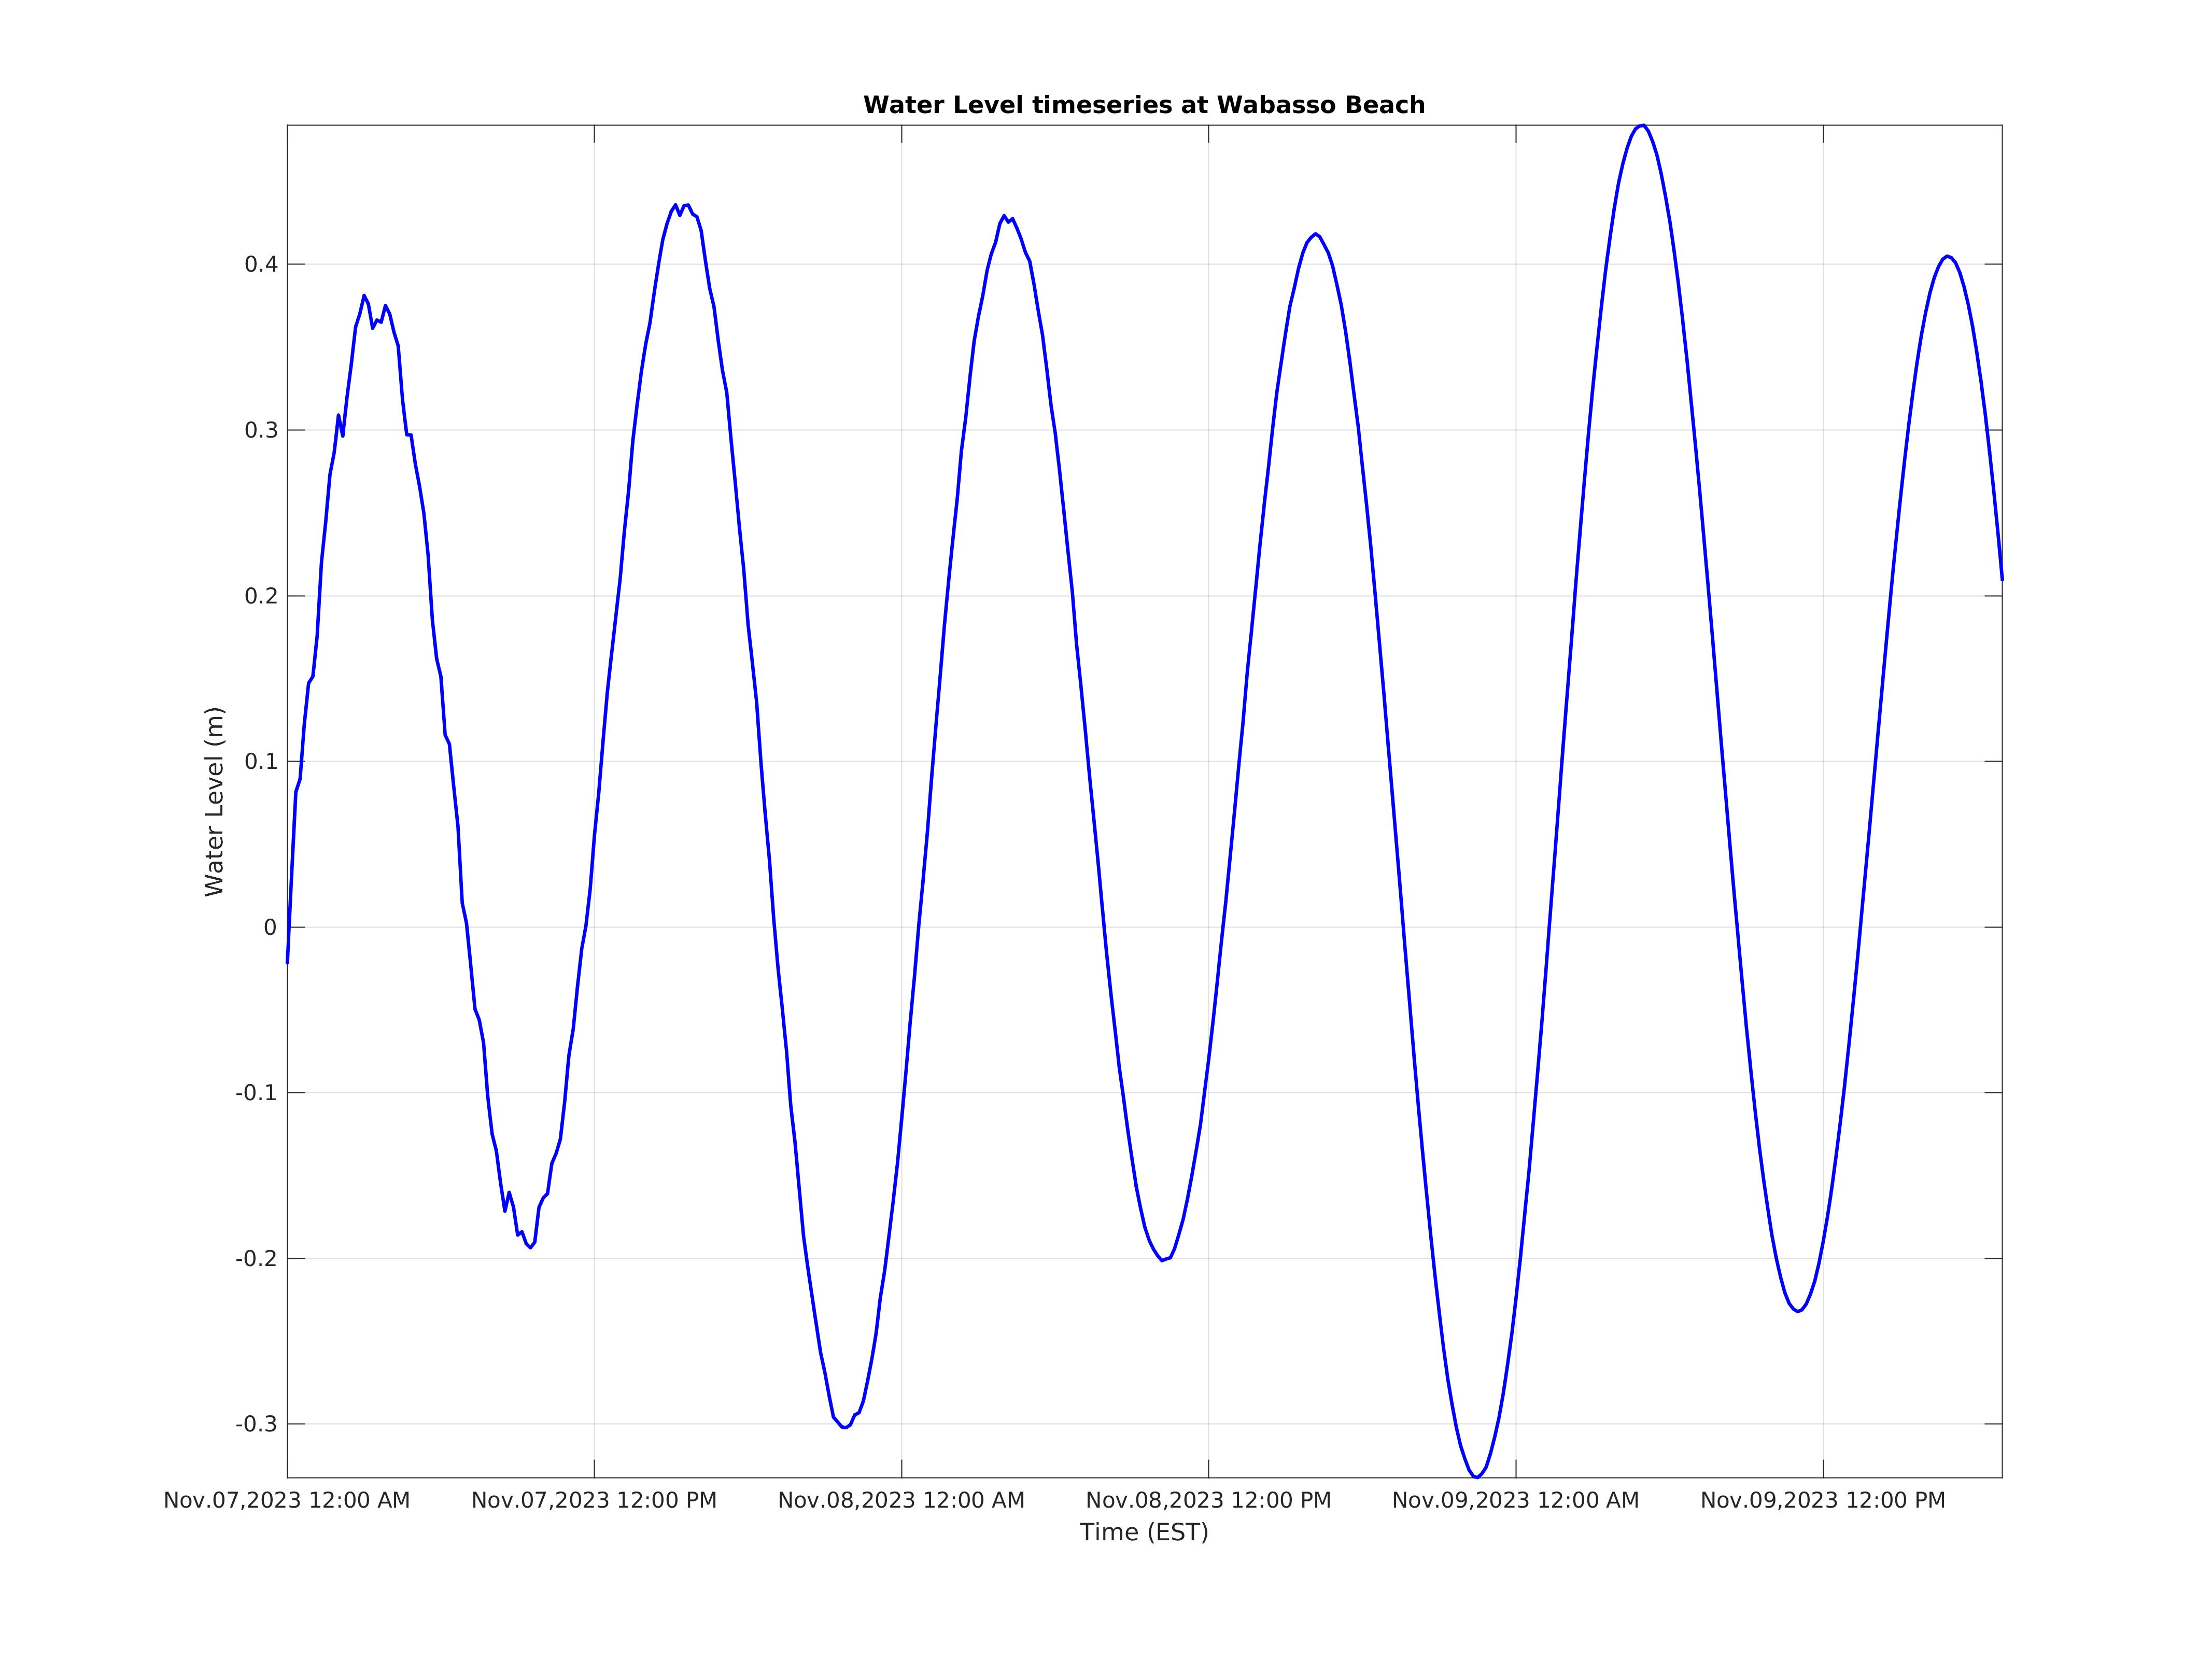 Water Level timeseries at Wabasso Beach
Water Level (m)
0.4
0.3
0.2
0.1
0
-0.1
-0.2
-0.3
Nov.07,2023 12:00 AM
Nov.07,2023 12:00 PM
Nov.08,2023 12:00 AM
Nov.08,2023 12:00 PM
Nov.09,2023 12:00 AM
Nov.09,2023 12:00 PM
Time (EST)